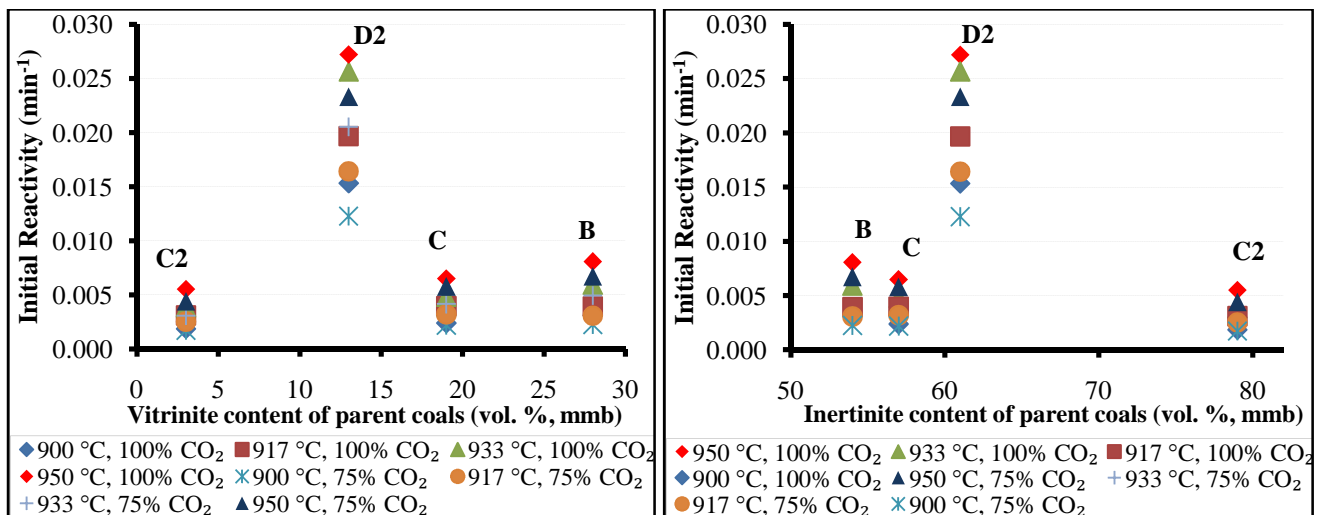 Initial Reactivity (min⁻¹)
0.030
0.025
0.020
0.015
0.010
0.005
0.000
D2
C2
C
B
0 5 10 15 20 25 30
Vitrinite content of parent coals (vol. %, mmb)
900 °C, 100% CO₂ 917 °C, 100% CO₂ 933 °C, 100% CO₂
950 °C, 100% CO₂ 900 °C, 75% CO₂ 917 °C, 75% CO₂
933 °C, 75% CO₂ 950 °C, 75% CO₂
Initial Reactivity (min⁻¹)
0.030
0.025
0.020
0.015
0.010
0.005
0.000
D2
B
C
C2
50 60 70 80
Inertinite content of parent coals (vol. %, mmb)
950 °C, 100% CO₂ 933 °C, 100% CO₂ 917 °C, 100% CO₂
900 °C, 100% CO₂ 950 °C, 75% CO₂ 933 °C, 75% CO₂
917 °C, 75% CO₂ 900 °C, 75% CO₂